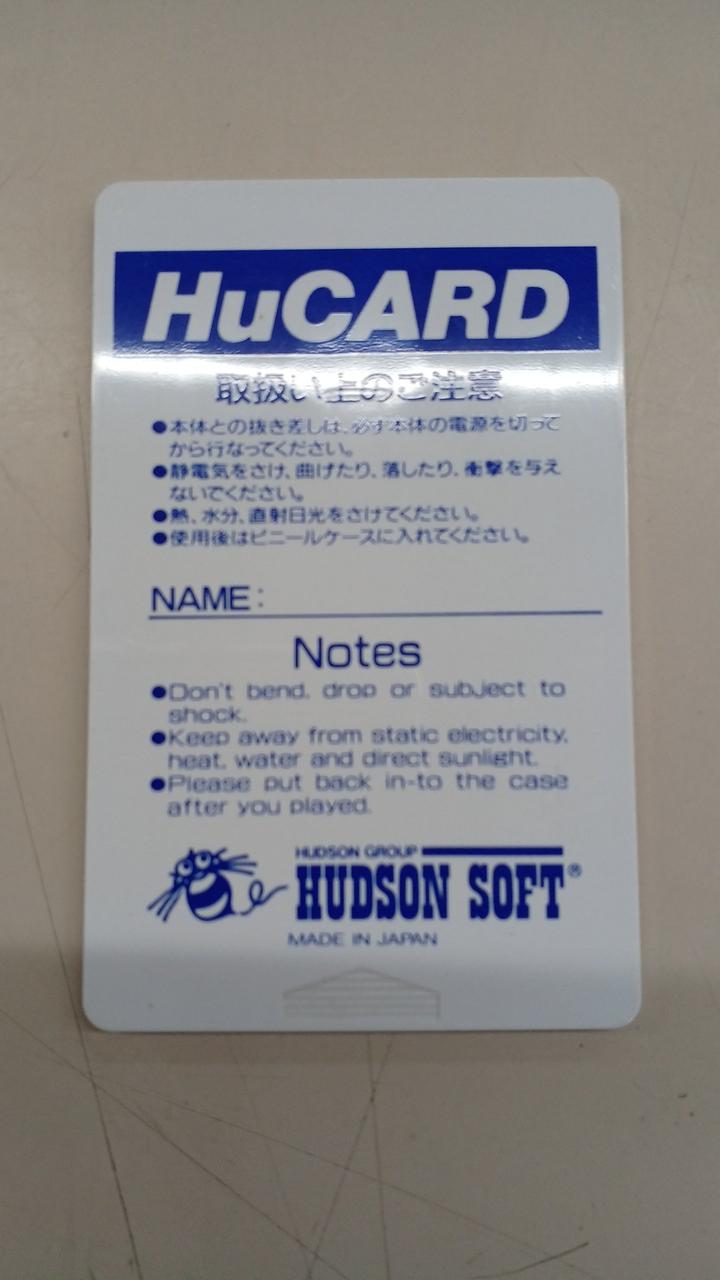 HuCARD
取扱い上のご注意
●本体との抜き差しは、必ず本体の電源を切って
から行なってください。
●静電気をさけ、曲げたり、落したり、衝撃を与え
ないでください。
●熱、水分、直射日光をさけてください。
●使用後はビニールケースに入れてください。
NAME:
Notes
●Don't bend, drop or subject to
shock.
●Keep away from static electricity,
heat, water and direct sunlight.
●Please put back in-to the case
after you played.
HUDSON GROUP
HUDSON SOFT®
MADE IN JAPAN